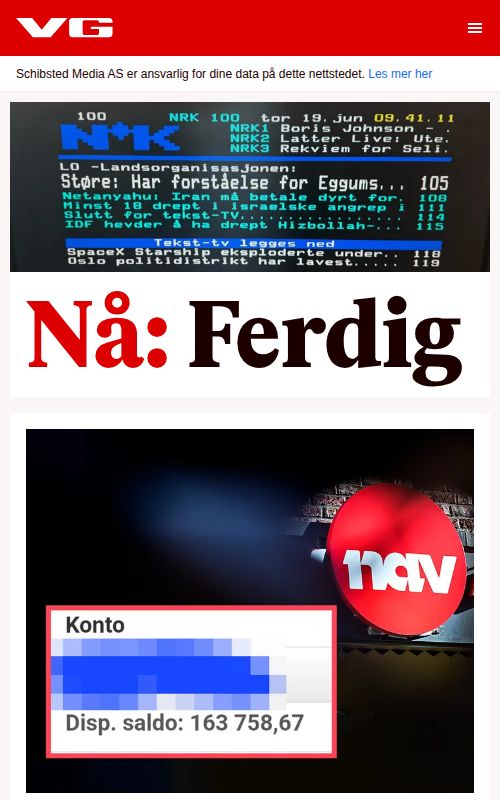 VG
Schibsted Media AS er ansvarlig for dine data på dette nettstedet. Les mer her
100 NRK 100 tor 19.jun 09.41.11
NRK NRK1 Boris Johnson - .
NRK2 Latter Live: Ute.
NRK3 Rekviem for Seli.
LO -Landsorganisasjonen:
Støre: Har forståelse for Eggums... 105
Netanyahu: Iran må betale dyrt for. 108
Minst 18 drept i israelske angrep i 111
Slutt for tekst-TV................. 114
IDF hevder å ha drept Hizbollah-... 115
Tekst-tv legges ned
SpaceX Starship eksploderte under.. 118
Oslo politidistrikt har lavest..... 119
Nå: Ferdig
nav
Konto
Disp. saldo: 163 758,67